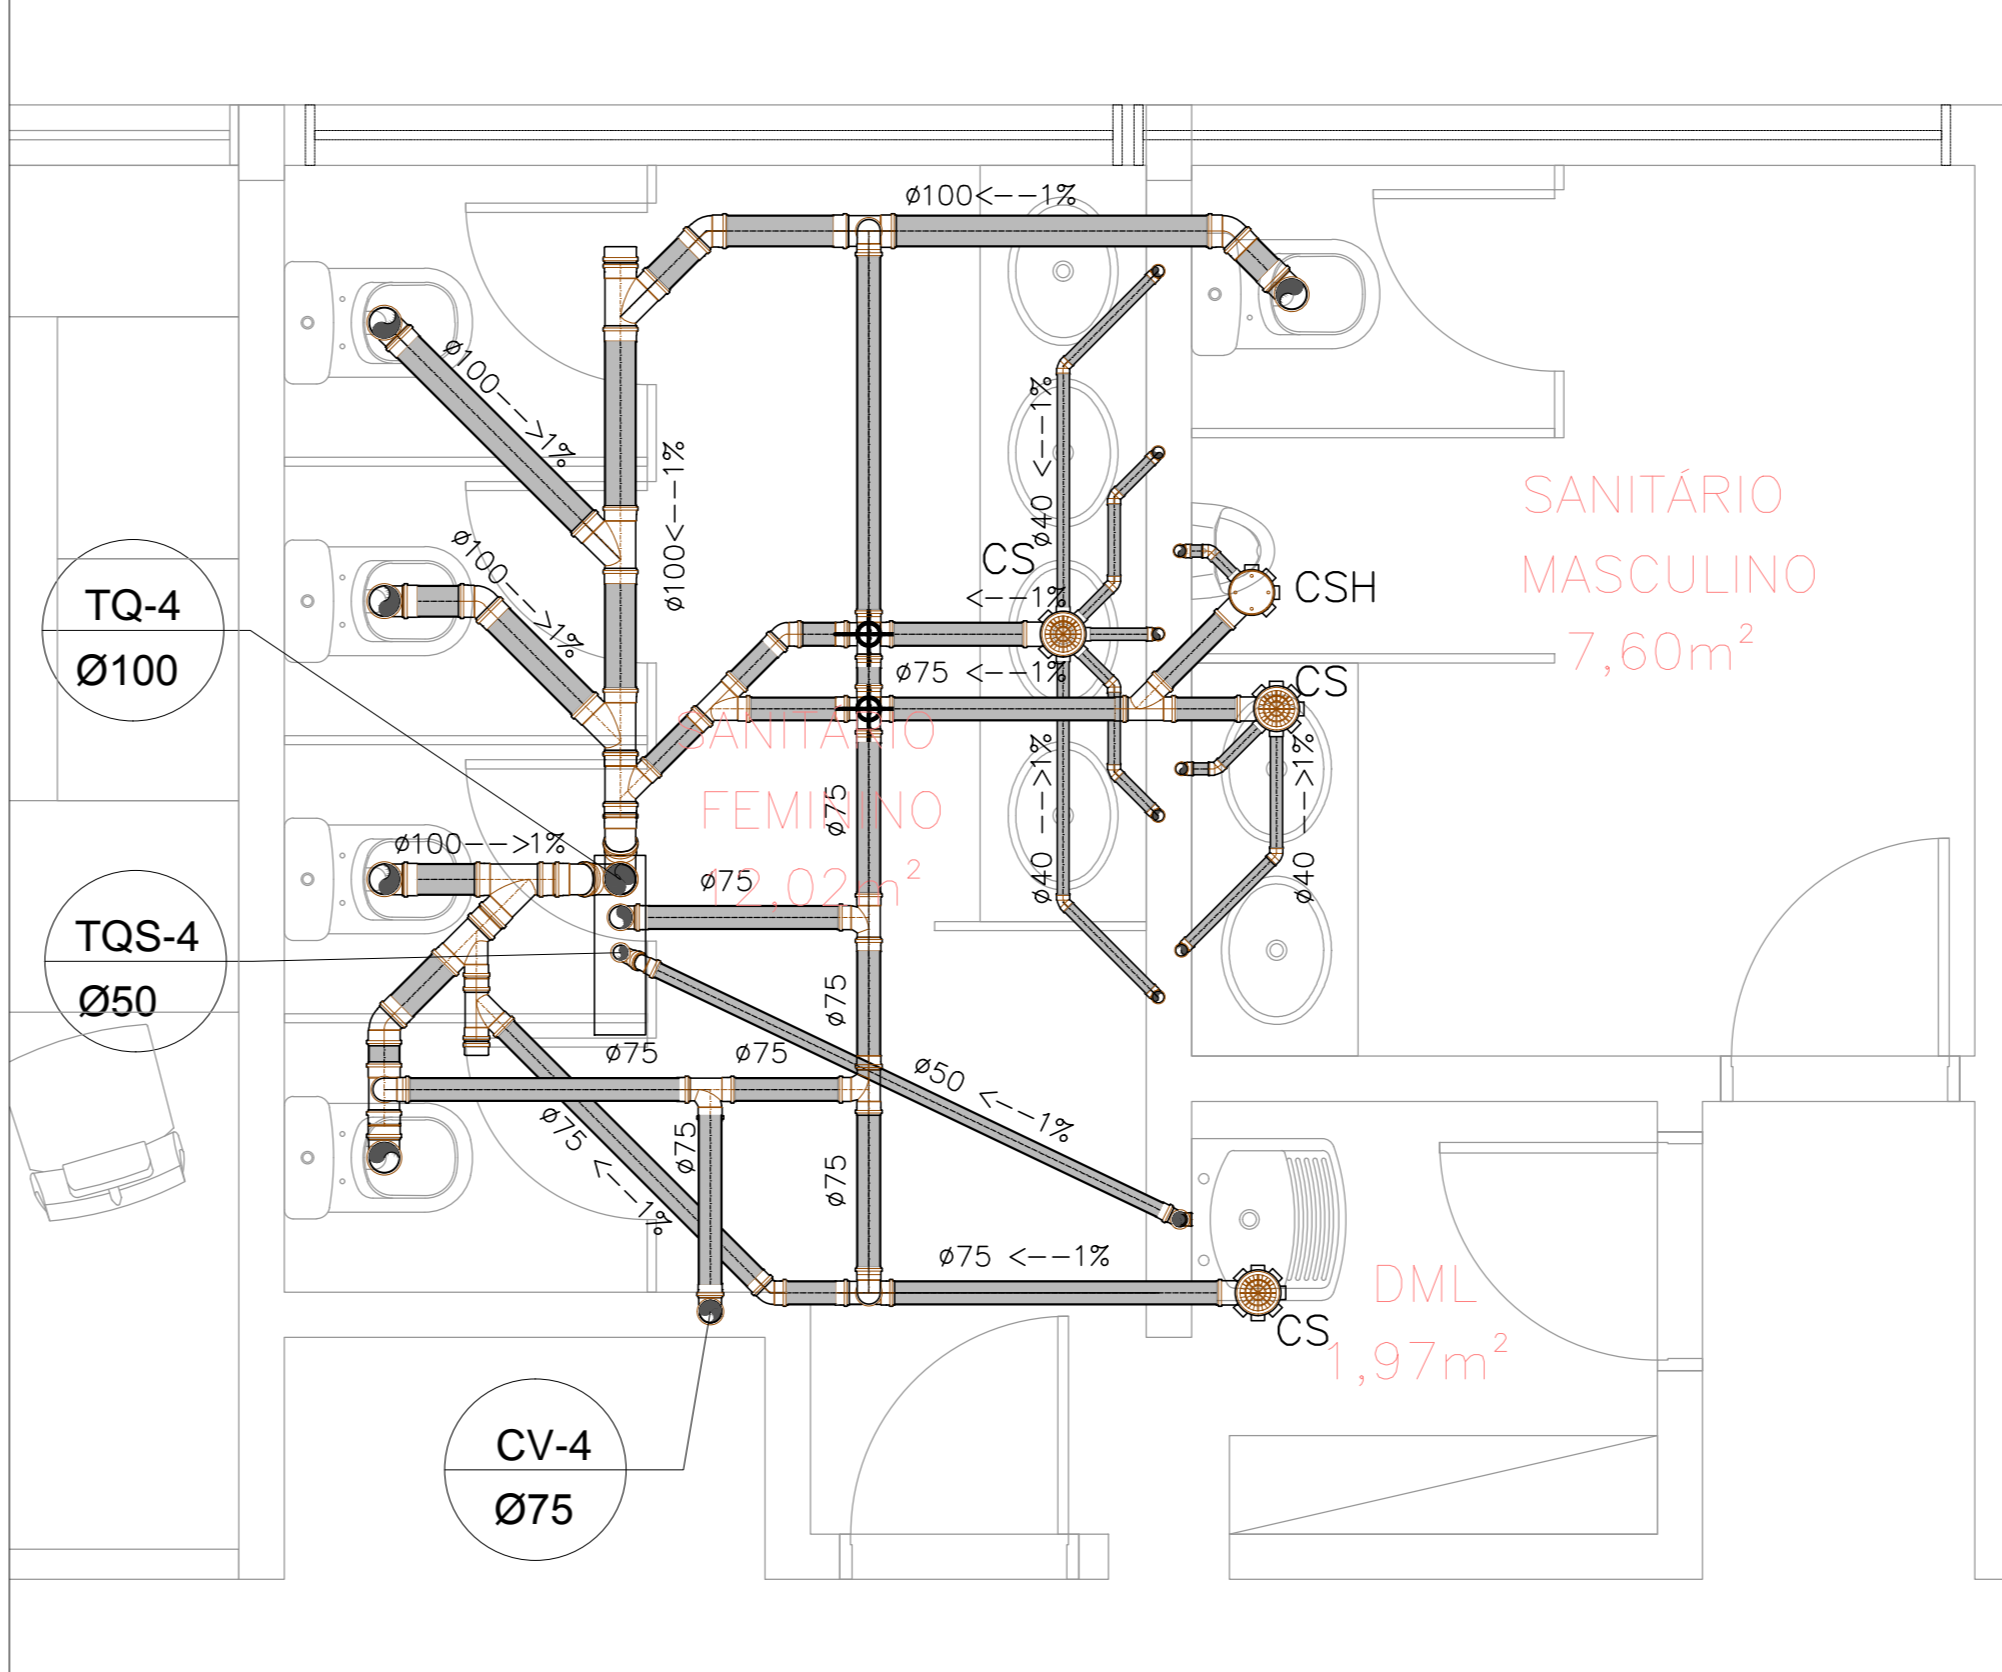 ø100<--1%
ø100-->1%
ø40 <--1%
ø100<--1%
SANITÁRIO
MASCULINO
7,60m²
ø100-->1%
CS
<--1%
CSH
TQ-4
Ø100
ø75 <--1%
CS
SANITÁRIO
FEMININO
12,02m²
ø75
ø40 -->1%
ø40 -->1%
ø100-->1%
ø75
TQS-4
Ø50
ø75
ø75
ø75
ø50 <--1%
ø75 <--1%
ø75
ø75
ø75 <--1%
DML
1,97m²
CS
CV-4
Ø75